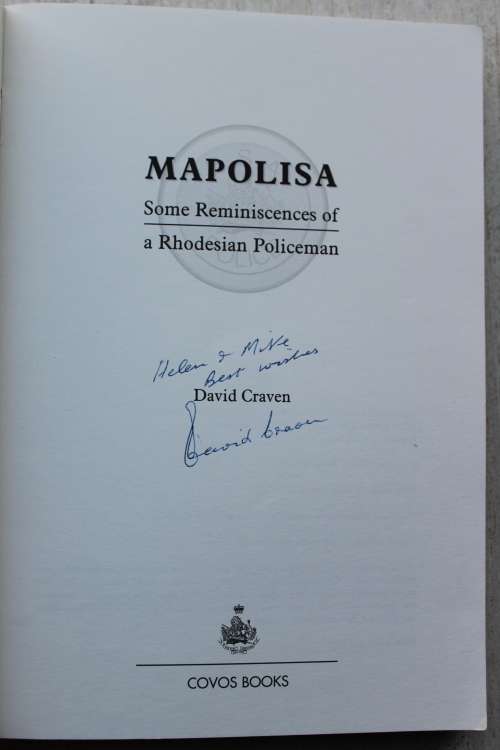 MAPOLISA
Some Reminiscences of
a Rhodesian Policeman
Helen & Mike
Best wishes
David Craven
David Craven
COVOS BOOKS